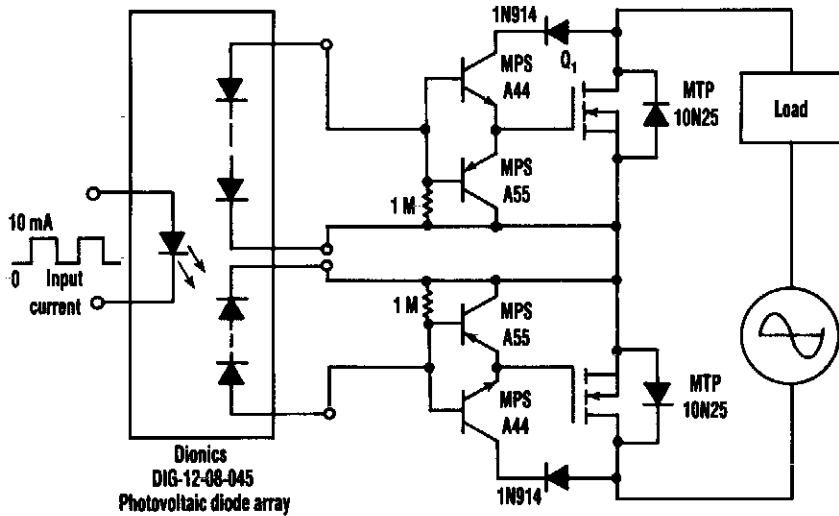 1N914
Q1
MPS
A44
MTP
10N25
Load
MPS
A55
1 M
10 mA
0
Input
current
1 M
MPS
A55
MPS
A44
MTP
10N25
1N914
Dionics
DIG-12-08-045
Photovoltaic diode array